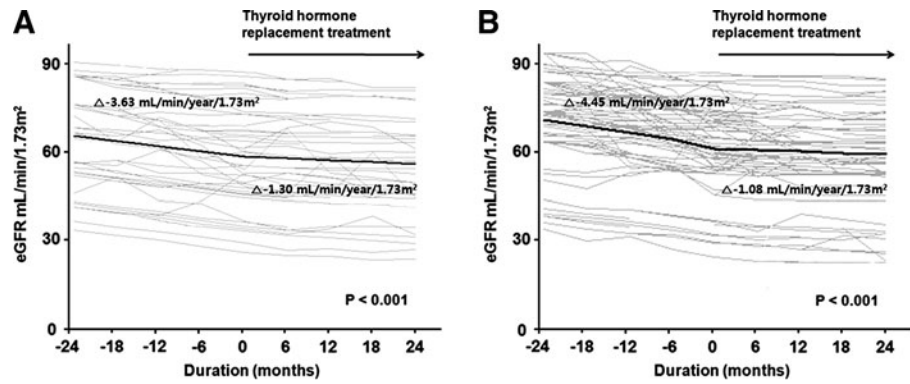 A
Thyroid hormone
replacement treatment
90
60
30
0
eGFR mL/min/1.73m²
△-3.63 mL/min/year/1.73m²
△-1.30 mL/min/year/1.73m²
P < 0.001
-24 -18 -12 -6 0 6 12 18 24
Duration (months)
B
Thyroid hormone
replacement treatment
90
60
30
0
eGFR mL/min/1.73m²
△-4.45 mL/min/year/1.73m²
△-1.08 mL/min/year/1.73m²
P < 0.001
-24 -18 -12 -6 0 6 12 18 24
Duration (months)